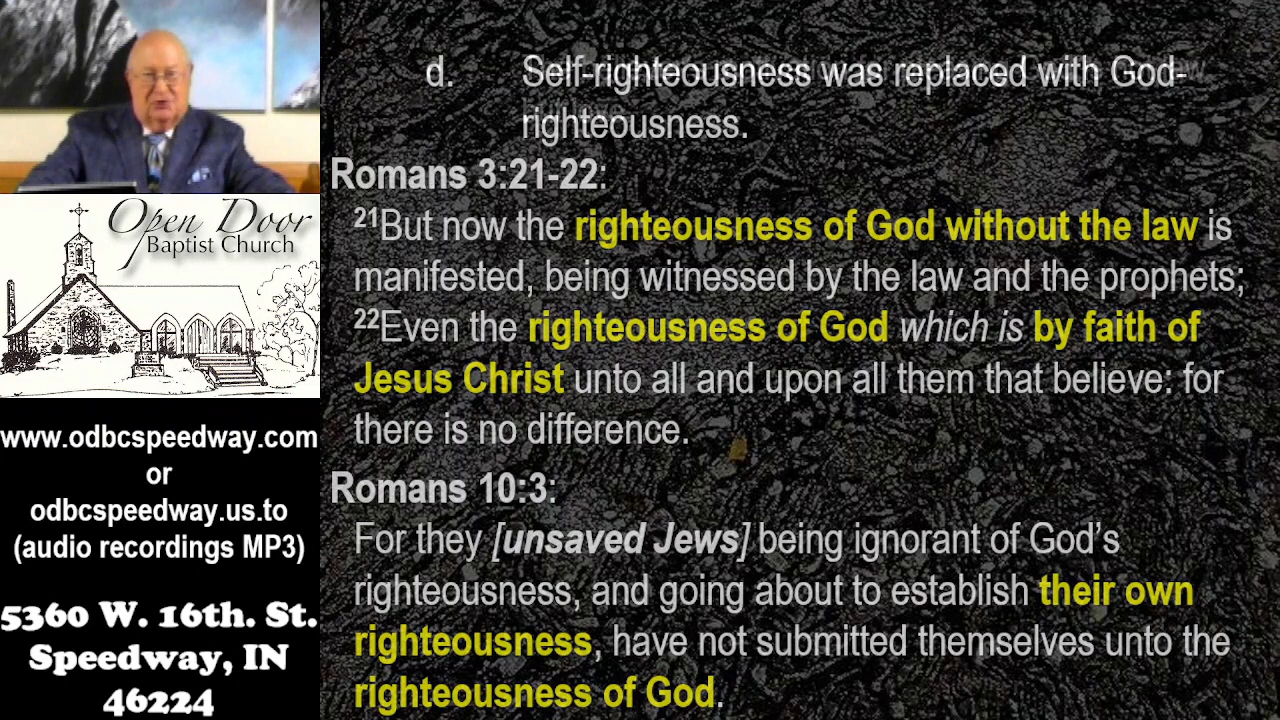 d. Self-righteousness was replaced with God-
righteousness.
Romans 3:21-22:
²¹But now the righteousness of God without the law is
manifested, being witnessed by the law and the prophets;
²²Even the righteousness of God which is by faith of
Jesus Christ unto all and upon all them that believe: for
there is no difference.
Romans 10:3:
For they [unsaved Jews] being ignorant of God’s
righteousness, and going about to establish their own
righteousness, have not submitted themselves unto the
righteousness of God.
Open Door
Baptist Church
www.odbcspeedway.com
or
odbcspeedway.us.to
(audio recordings MP3)
5360 W. 16th. St.
Speedway, IN
46224